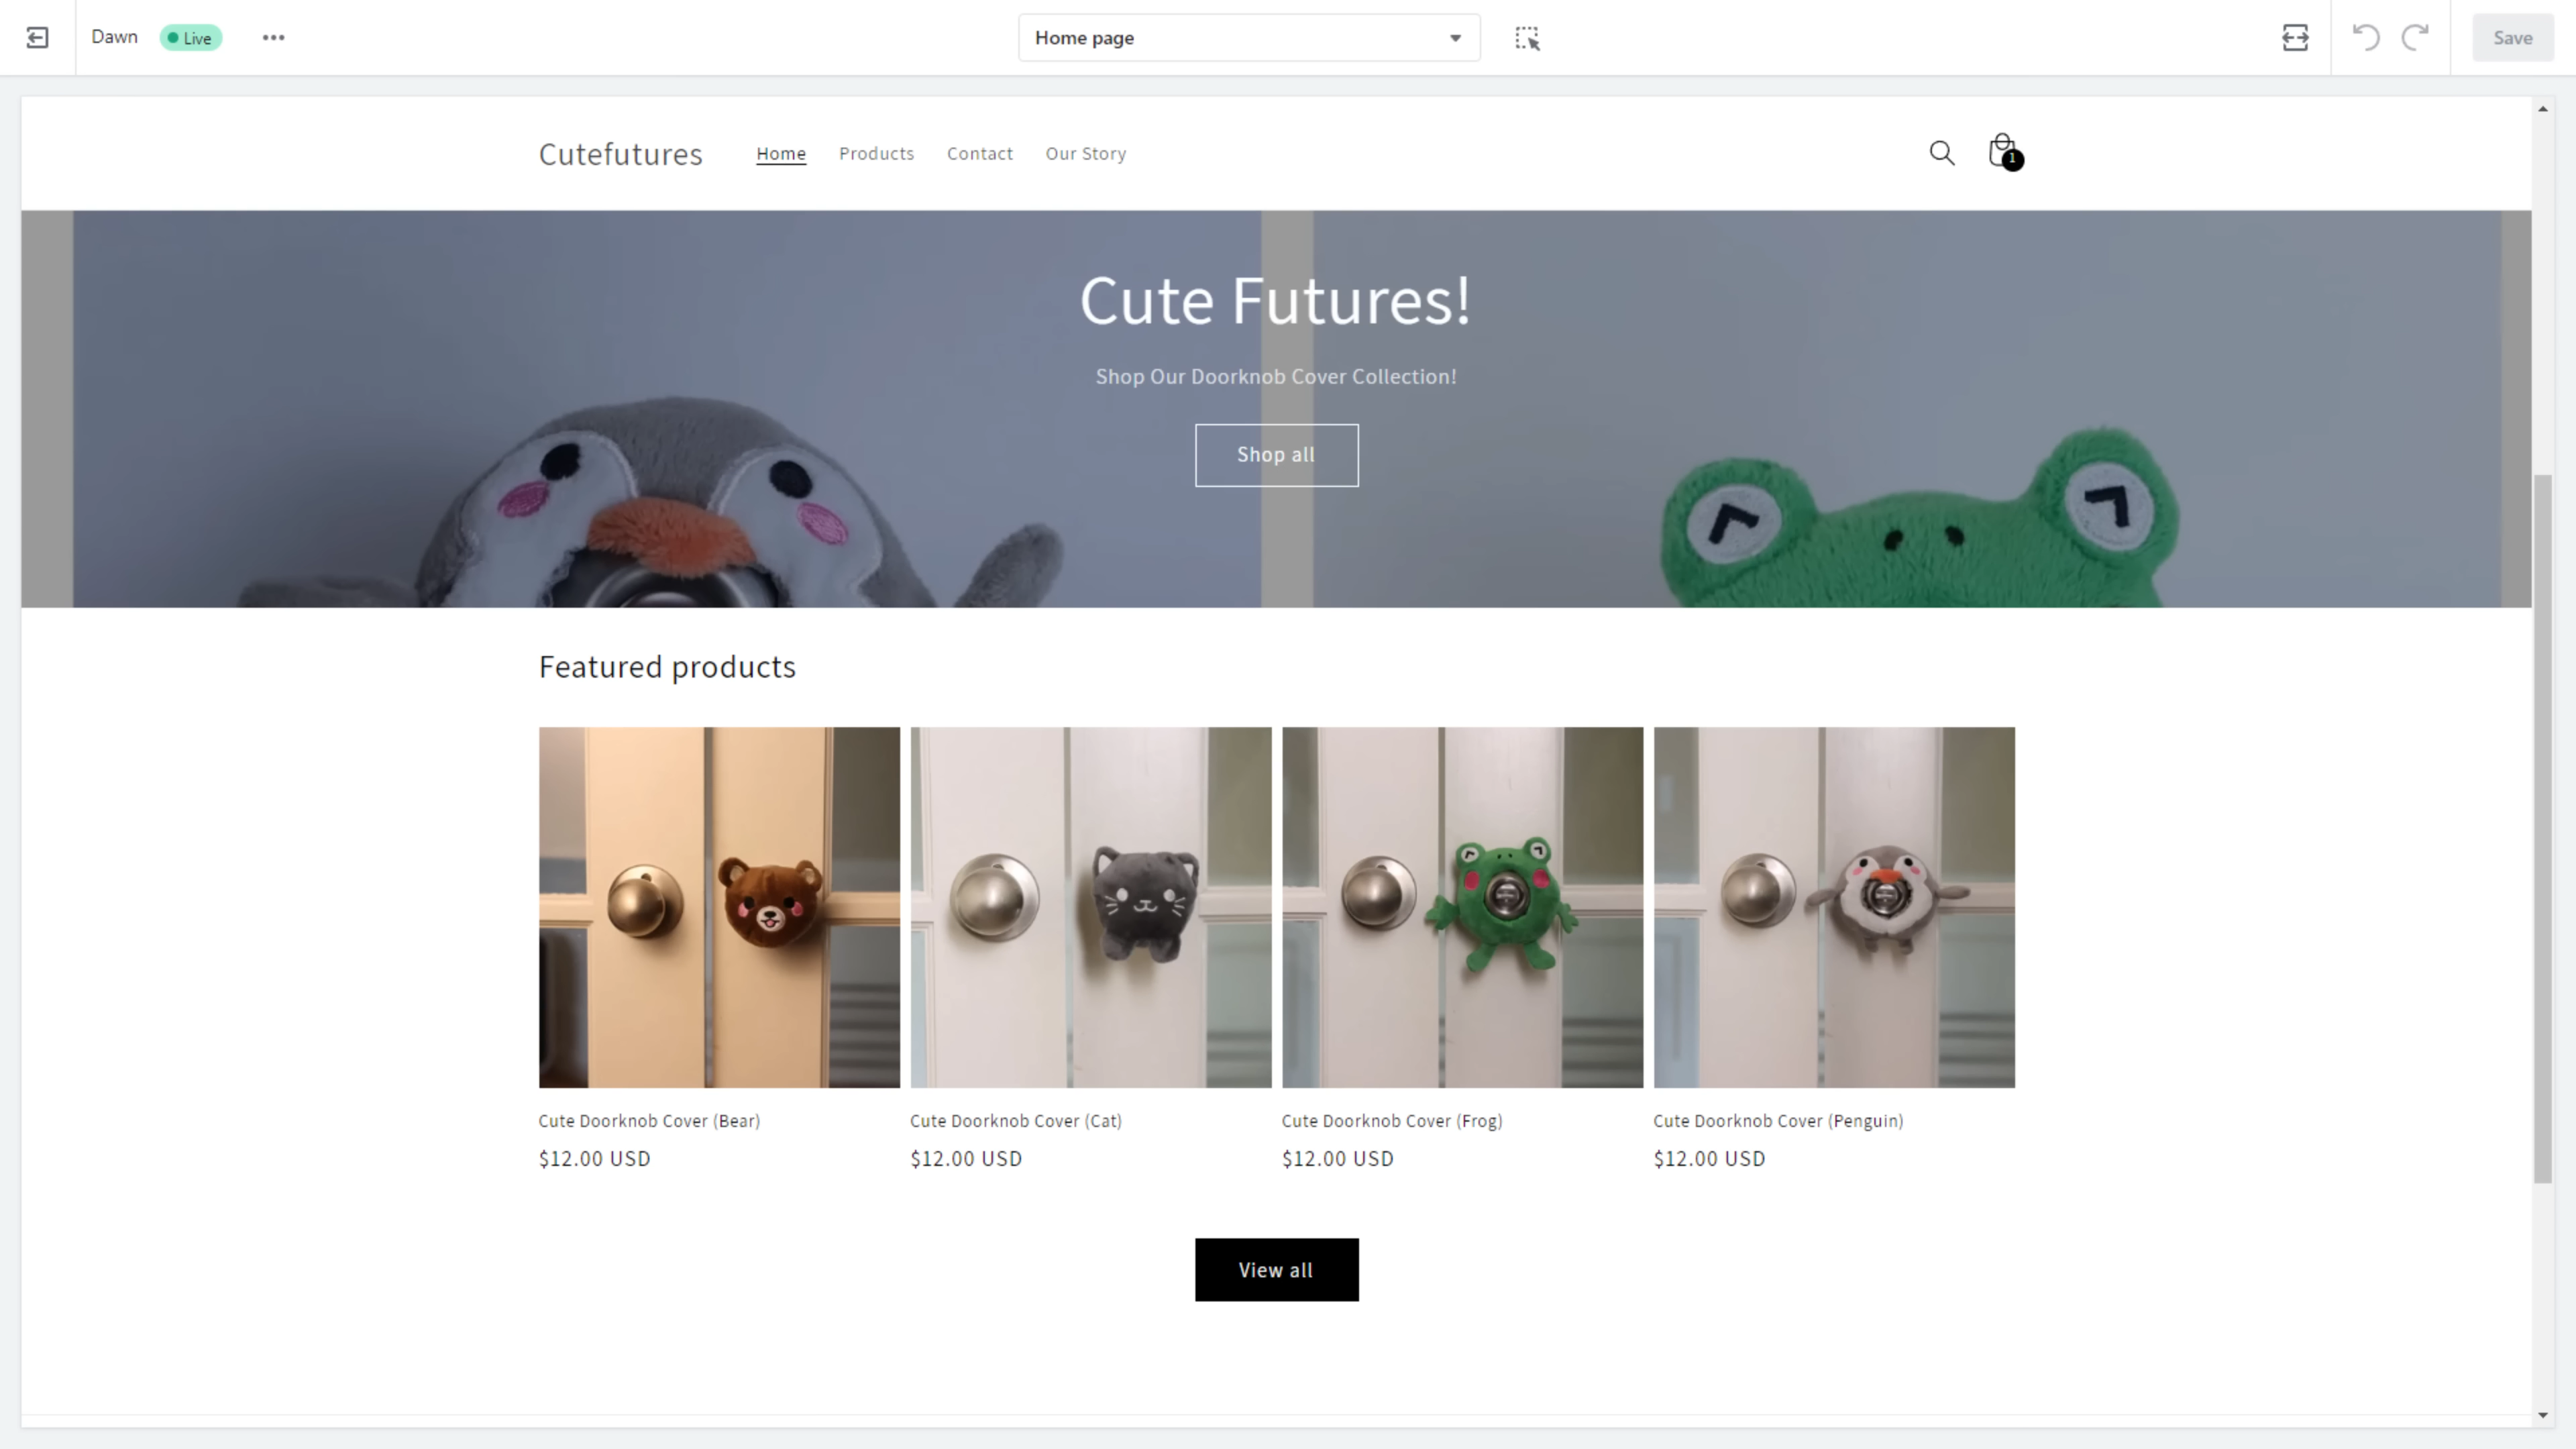 Dawn Live
Home page
Save
Cutefutures Home Products Contact Our Story
1
Cute Futures!
Shop Our Doorknob Cover Collection!
Shop all
Featured products
Cute Doorknob Cover (Bear)
$12.00 USD
Cute Doorknob Cover (Cat)
$12.00 USD
Cute Doorknob Cover (Frog)
$12.00 USD
Cute Doorknob Cover (Penguin)
$12.00 USD
View all